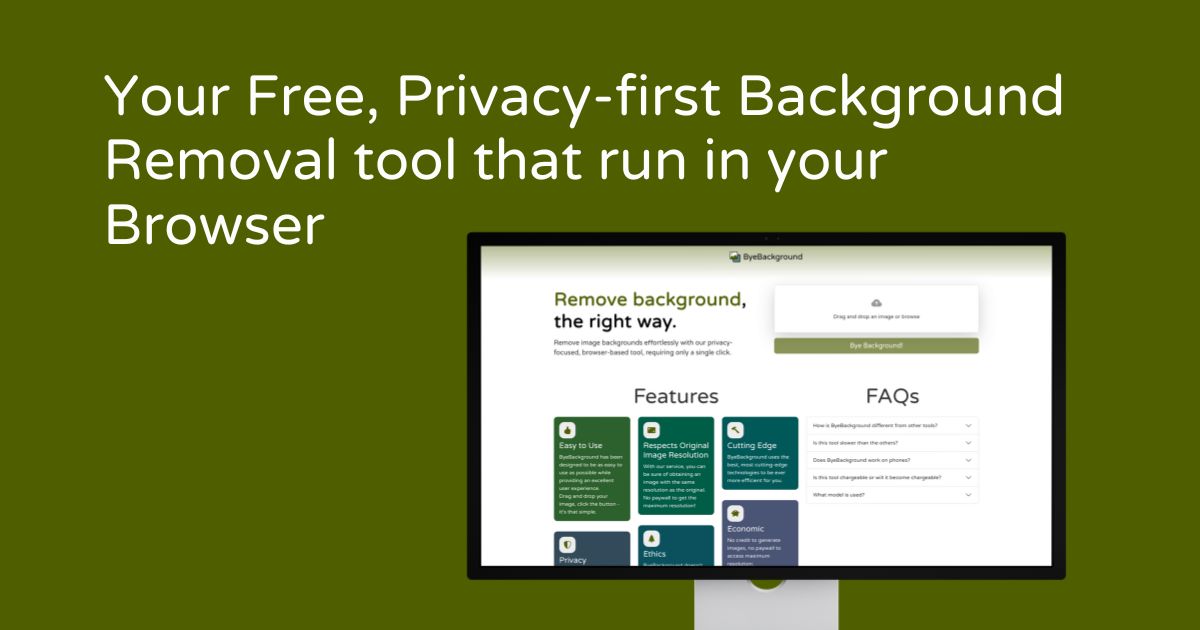 Your Free, Privacy-first Background
Removal tool that run in your
Browser
ByeBackground
Remove background,
the right way.
Remove image backgrounds effortlessly with our privacy-
focused, browser-based tool, requiring only a single click.
Drag and drop an image or browse
Bye Background!
Features
Easy to Use
ByeBackground has been
designed to be as easy to
use as possible while
providing an excellent
user experience.
Drag and drop your
image, click the button -
it's that simple.
Privacy
Respects Original
Image Resolution
With our service, you can
be sure of obtaining an
image with the same
resolution as the original.
No paywall to get the
maximum resolution!
Ethics
ByeBackground doesn't
Cutting Edge
ByeBackground uses the
best, most cutting-edge
technologies to be ever
more efficient for you.
Economic
No credit to generate
images, no paywall to
access maximum
resolution:
FAQs
How is ByeBackground different from other tools?
Is this tool slower than the others?
Does ByeBackground work on phones?
Is this tool chargeable or will it become chargeable?
What model is used?